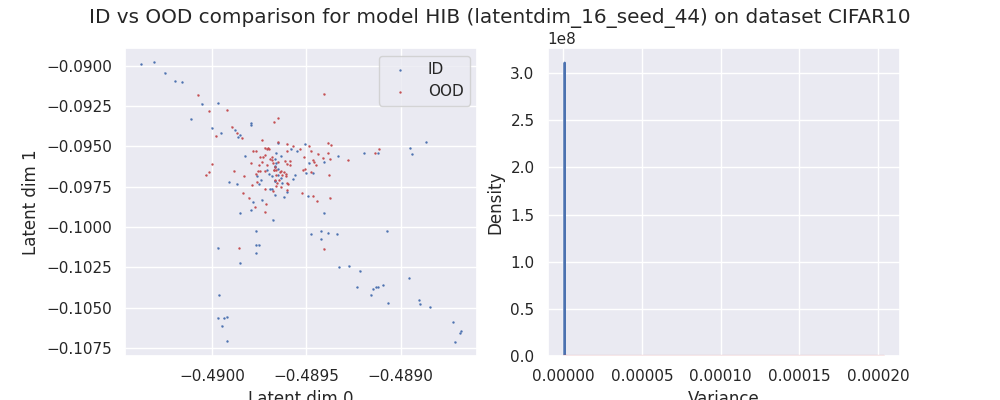 ID vs OOD comparison for model HIB (latentdim_16_seed_44) on dataset CIFAR10
Latent dim 1
−0.0900
−0.0925
−0.0950
−0.0975
−0.1000
−0.1025
−0.1050
−0.1075
ID
OOD
−0.4900 −0.4895 −0.4890
Latent dim 0
1e8
Density
3.0
2.5
2.0
1.5
1.0
0.5
0.0
0.00000 0.00005 0.00010 0.00015 0.00020
Variance